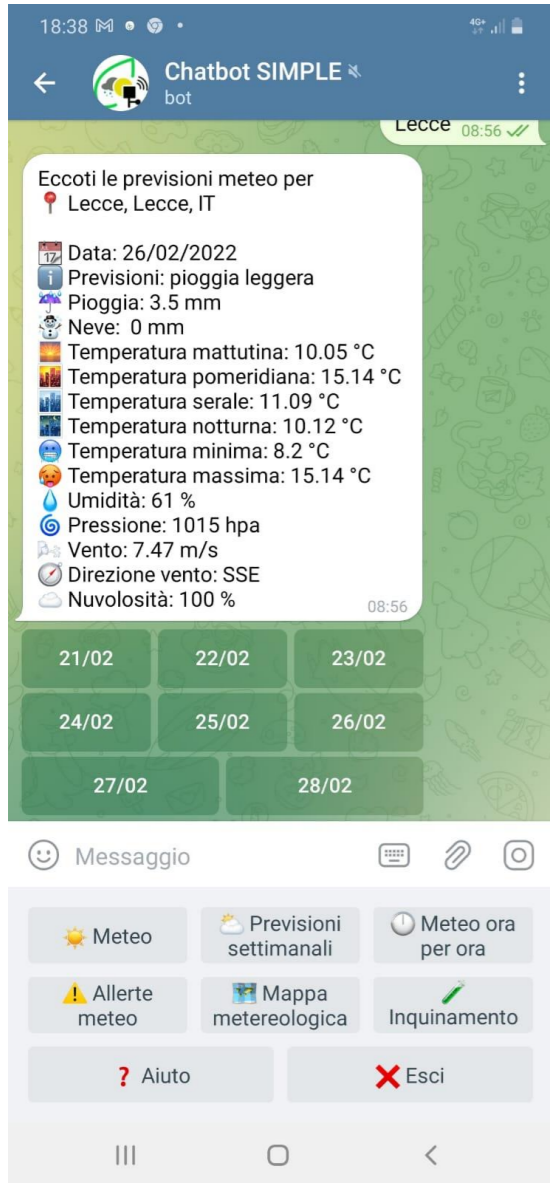 18:38
4G+
Chatbot SIMPLE
bot
Lecce 08:56
Eccoti le previsioni meteo per
📍 Lecce, Lecce, IT
📅 Data: 26/02/2022
ℹ️ Previsioni: pioggia leggera
☔ Pioggia: 3.5 mm
☃️ Neve: 0 mm
🌅 Temperatura mattutina: 10.05 °C
🌇 Temperatura pomeridiana: 15.14 °C
🏙️ Temperatura serale: 11.09 °C
🌃 Temperatura notturna: 10.12 °C
🥶 Temperatura minima: 8.2 °C
🥵 Temperatura massima: 15.14 °C
💧 Umidità: 61 %
🌀 Pressione: 1015 hpa
🌬️ Vento: 7.47 m/s
🧭 Direzione vento: SSE
☁️ Nuvolosità: 100 %
08:56
21/02 22/02 23/02
24/02 25/02 26/02
27/02 28/02
Messaggio
☀️ Meteo
🌥️ Previsioni
settimanali
🕛 Meteo ora
per ora
⚠️ Allerte
meteo
🗺️ Mappa
metereologica
🧪
Inquinamento
❓ Aiuto
❌ Esci